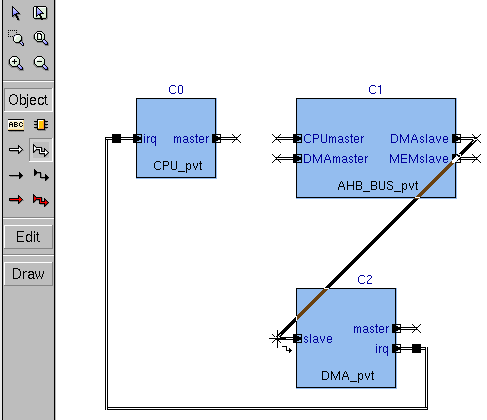 Object
ABC
Edit
Draw
C0
irq master
CPU_pvt
C1
CPUmaster DMAslave
DMAmaster MEMslave
AHB_BUS_pvt
C2
master
slave
irq
DMA_pvt